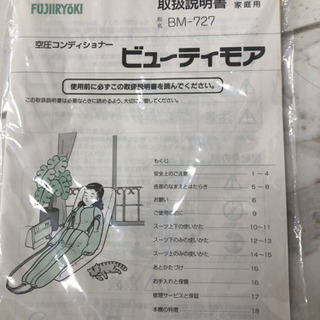 FUJIIRYOKI
取扱説明書 家庭用
形名 BM-727
空圧コンディショナー
ビューティモア
使用前に必ずこの取扱説明書を読んでください。
この取扱説明書は必要なときに読めるよう、大切に保管してください。
もくじ
安全上のご注意 1~4
各部のなまえとはたらき 5~8
お願い 8
ご使用まえに 9
スーツ上下の使いかた 10~11
スーツ下のみの使いかた 12~13
スーツ上のみの使いかた 14~15
あとかたづけ 16
お手入れと保管 16
修理サービスと保証 17
本機の特徴 18